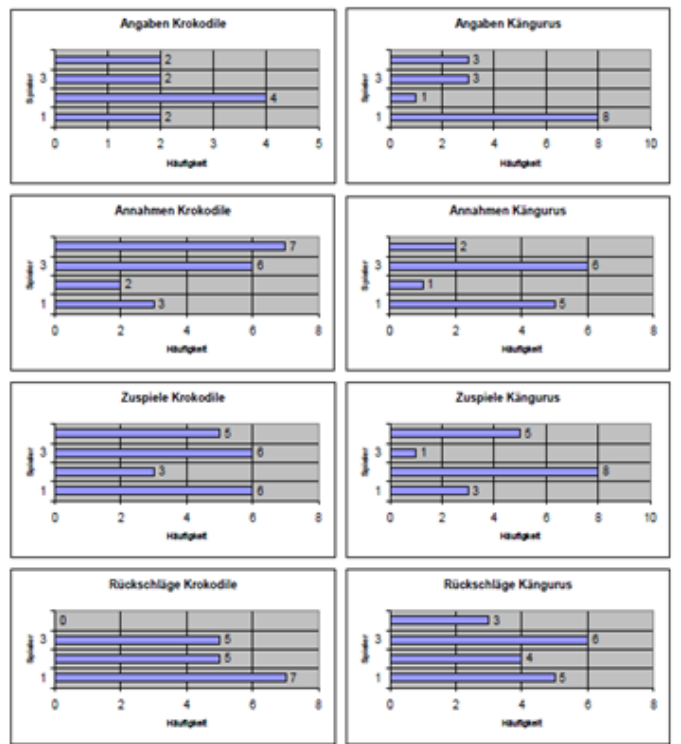 Angaben Krokodile
Spieler
3
1
2
2
4
2
0 1 2 3 4 5
Häufigkeit
Angaben Kängurus
Spieler
3
1
3
3
1
8
0 2 4 6 8 10
Häufigkeit
Annahmen Krokodile
Spieler
3
1
7
6
2
3
0 2 4 6 8
Häufigkeit
Annahmen Kängurus
Spieler
3
1
2
6
1
5
0 2 4 6 8
Häufigkeit
Zuspiele Krokodile
Spieler
3
1
5
6
3
6
0 2 4 6 8
Häufigkeit
Zuspiele Kängurus
Spieler
3
1
5
1
8
3
0 2 4 6 8 10
Häufigkeit
Rückschläge Krokodile
Spieler
3
1
0
5
5
7
0 2 4 6 8
Häufigkeit
Rückschläge Kängurus
Spieler
3
1
3
6
4
5
0 2 4 6 8
Häufigkeit